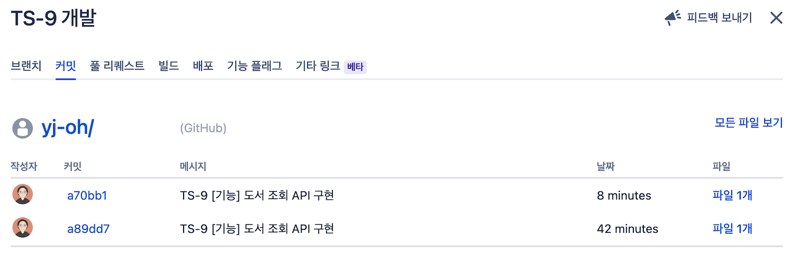 TS-9 개발
피드백 보내기
브랜치 커밋 풀 리퀘스트 빌드 배포 기능 플래그 기타 링크 베타
yj-oh/ (GitHub) 모든 파일 보기
작성자 커밋 메시지 날짜 파일
a70bb1 TS-9 [기능] 도서 조회 API 구현 8 minutes 파일 1개
a89dd7 TS-9 [기능] 도서 조회 API 구현 42 minutes 파일 1개